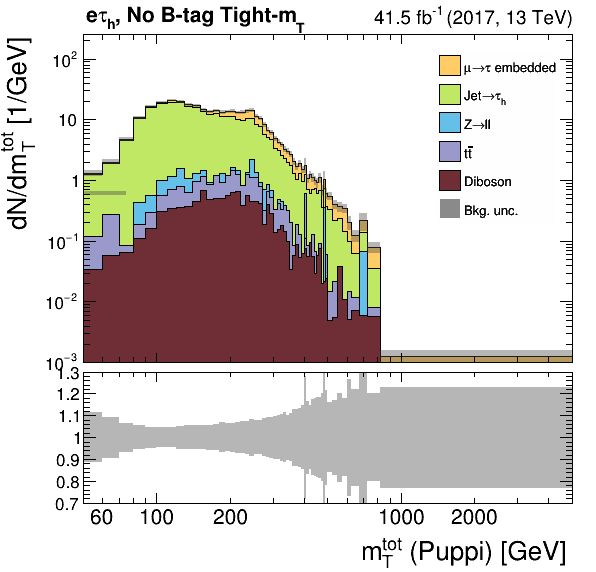 eτh, No B-tag Tight-mT
41.5 fb⁻¹ (2017, 13 TeV)
dN/dmTtot [1/GeV]
10²
10
1
10⁻¹
10⁻²
10⁻³
μ→τ embedded
Jet→τh
Z→ll
tt̄
Diboson
Bkg. unc.
1.3
1.2
1.1
1
0.9
0.8
0.7
60
100
200
1000
2000
mTtot (Puppi) [GeV]